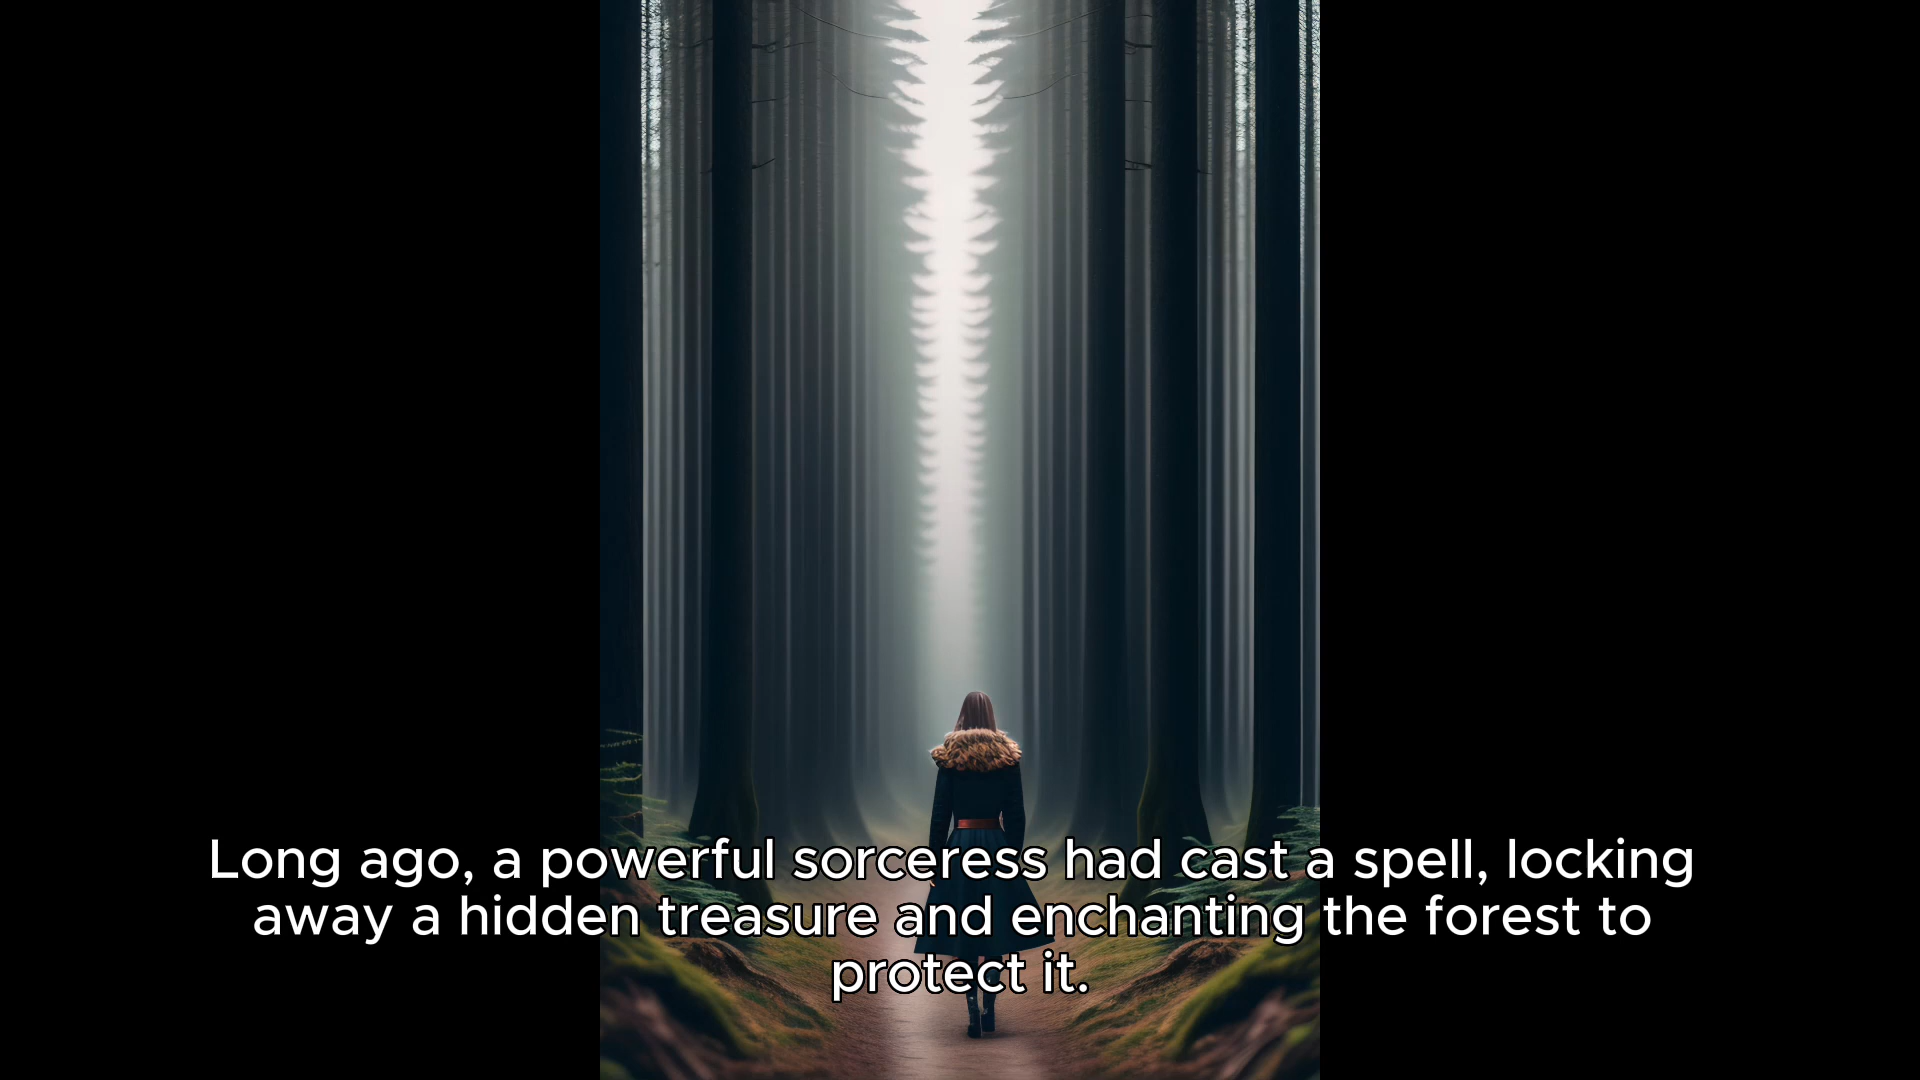 Long ago, a powerful sorceress had cast a spell, locking
away a hidden treasure and enchanting the forest to
protect it.